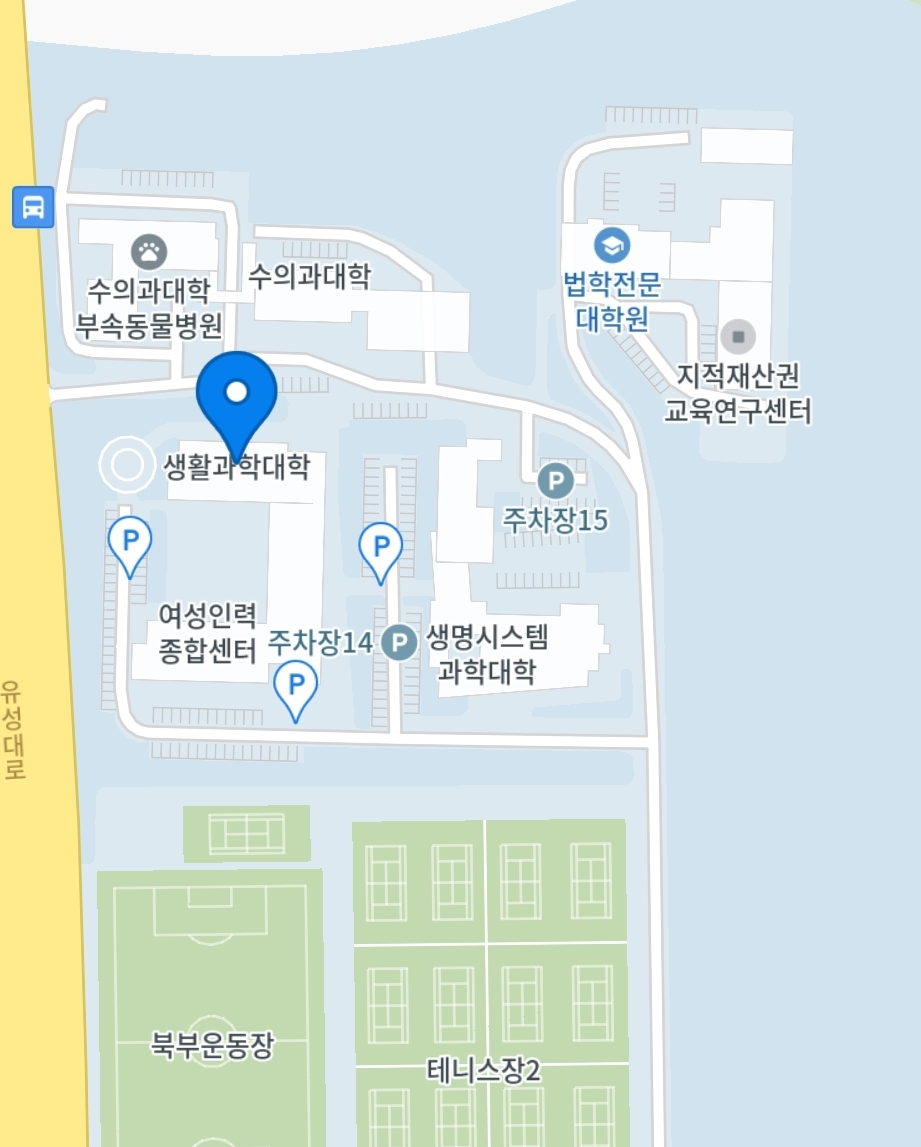 수의과대학
부속동물병원
수의과대학
법학전문
대학원
지적재산권
교육연구센터
생활과학대학
P
주차장15
P
P
여성인력
종합센터
주차장14
P
생명시스템
과학대학
P
유성대로
북부운동장
테니스장2